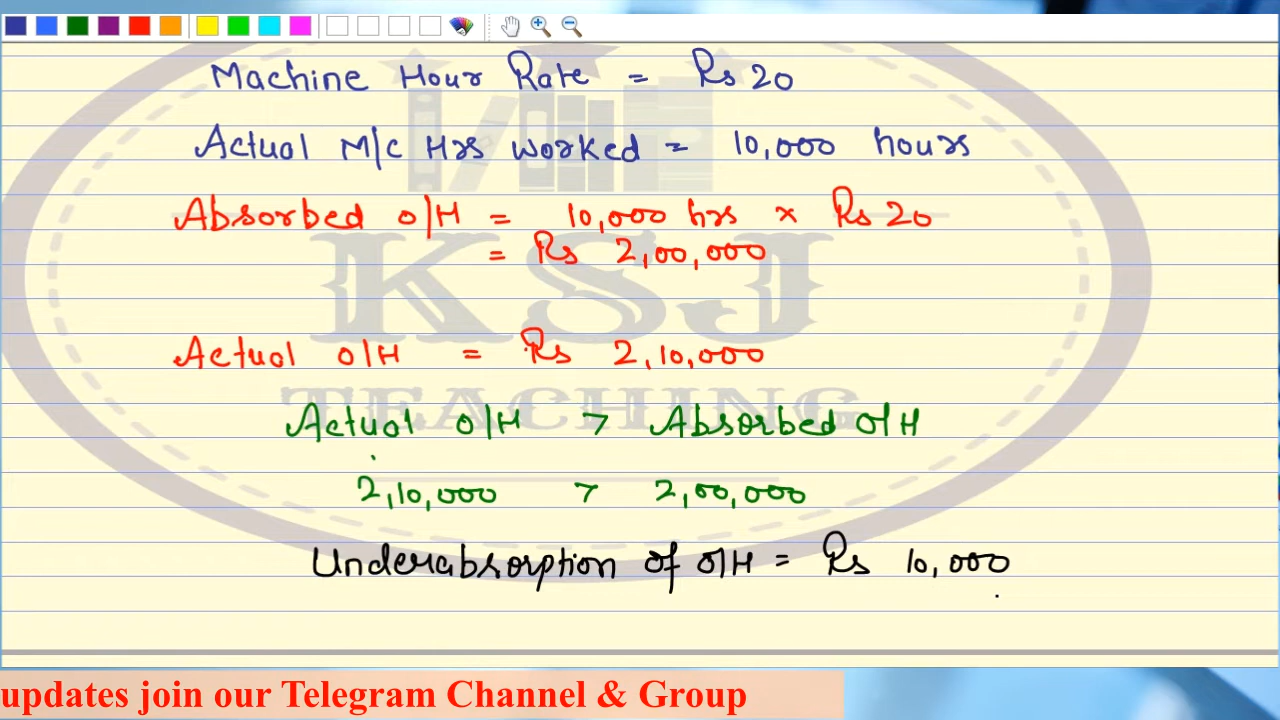 Machine Hour Rate = Rs 20
Actual M/c Hrs worked = 10,000 hours
Absorbed O/H = 10,000 hrs x Rs 20
= Rs 2,00,000
KSJ
Actual O/H = Rs 2,10,000
TEACHING
Actual O/H > Absorbed O/H
2,10,000 > 2,00,000
Underabsorption of O/H = Rs 10,000
updates join our Telegram Channel & Group